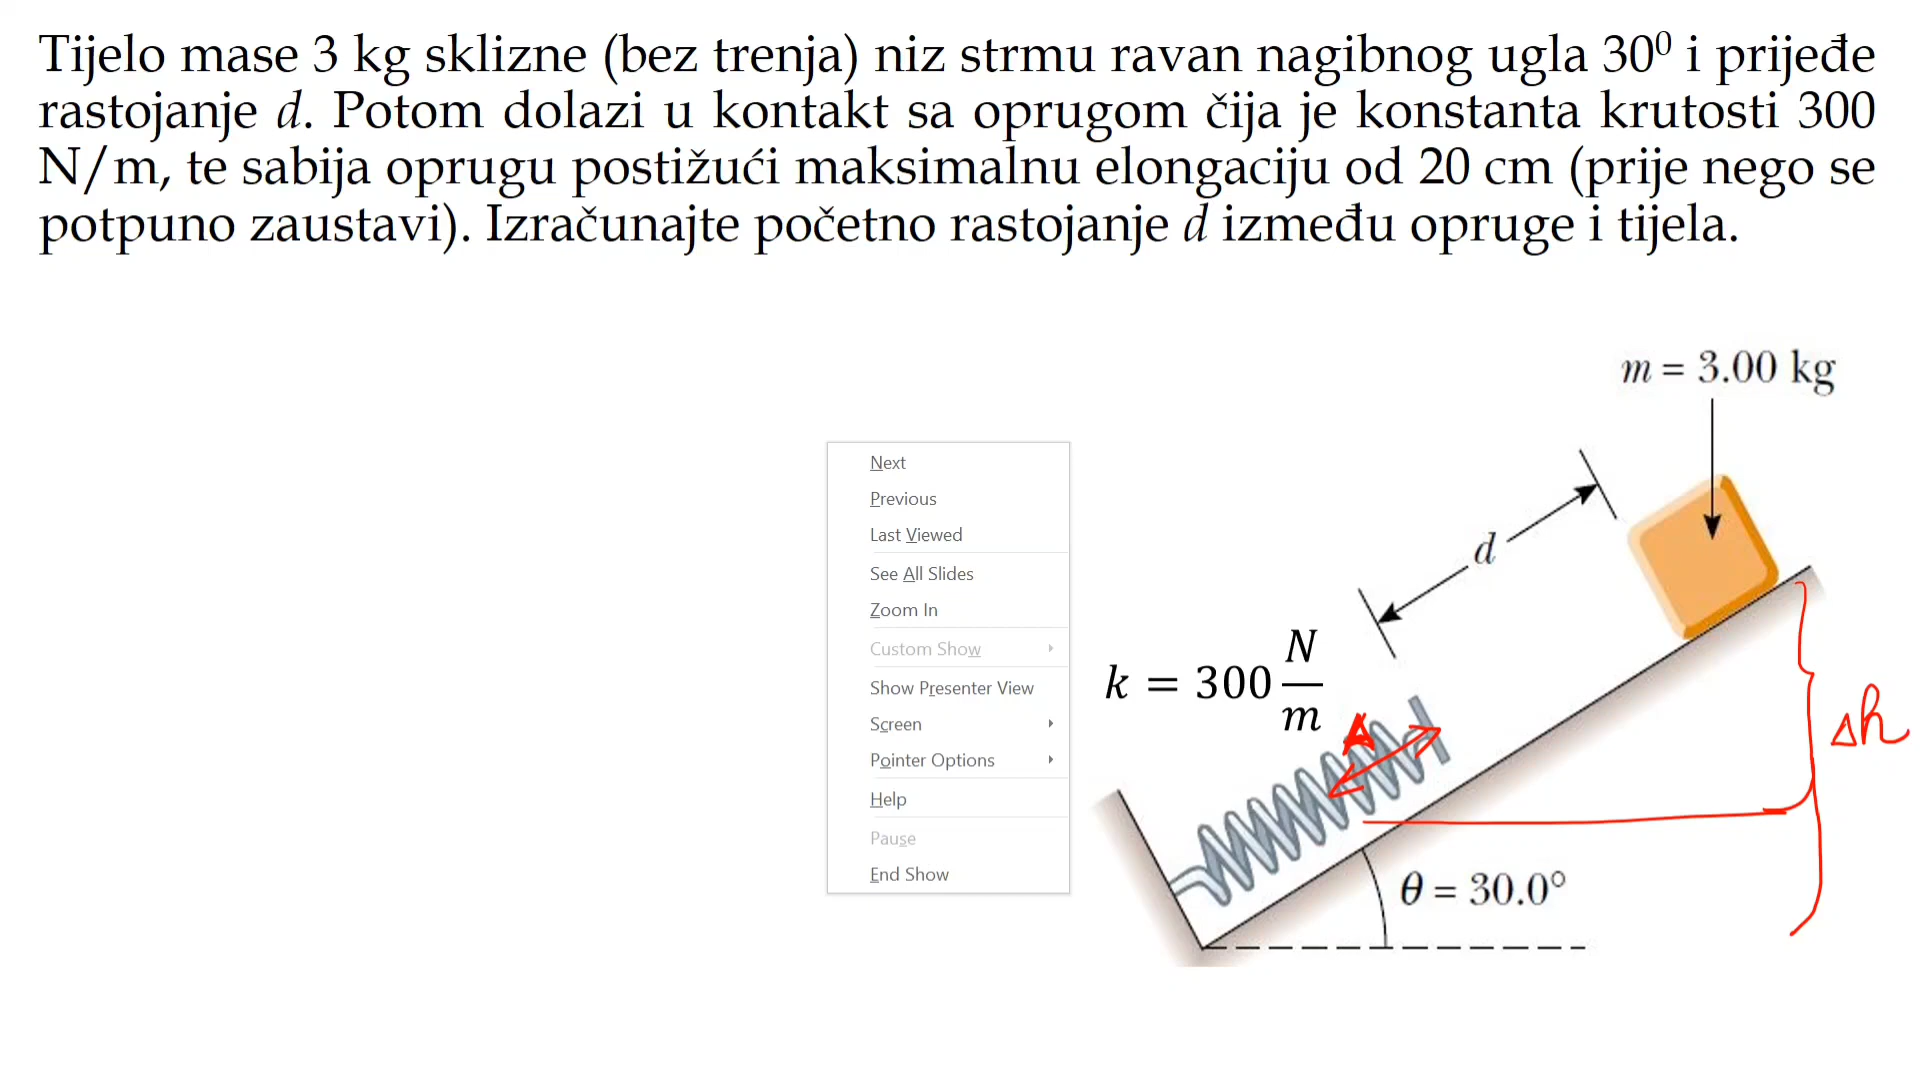 Tijelo mase 3 kg sklizne (bez trenja) niz strmu ravan nagibnog ugla 30⁰ i prijeđe
rastojanje d. Potom dolazi u kontakt sa oprugom čija je konstanta krutosti 300
N/m, te sabija oprugu postižući maksimalnu elongaciju od 20 cm (prije nego se
potpuno zaustavi). Izračunajte početno rastojanje d između opruge i tijela.
m = 3.00 kg
Next
Previous
Last Viewed
See All Slides
Zoom In
Custom Show
Show Presenter View
Screen
Pointer Options
Help
Pause
End Show
d
k = 300 N/m
A
Δh
θ = 30.0°